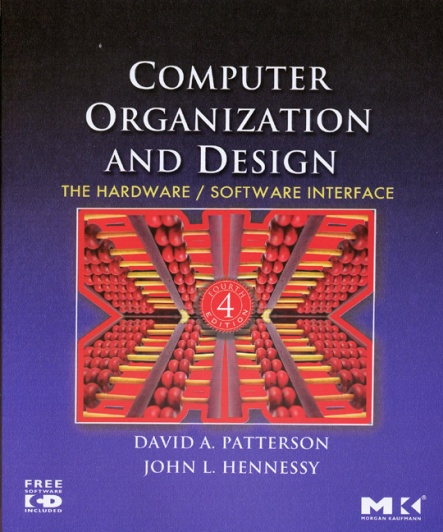 COMPUTER
ORGANIZATION
AND DESIGN
THE HARDWARE / SOFTWARE INTERFACE
FOURTH
4
EDITION
DAVID A. PATTERSON
JOHN L. HENNESSY
FREE
SOFTWARE
CD
INCLUDED
MK®
MORGAN KAUFMANN